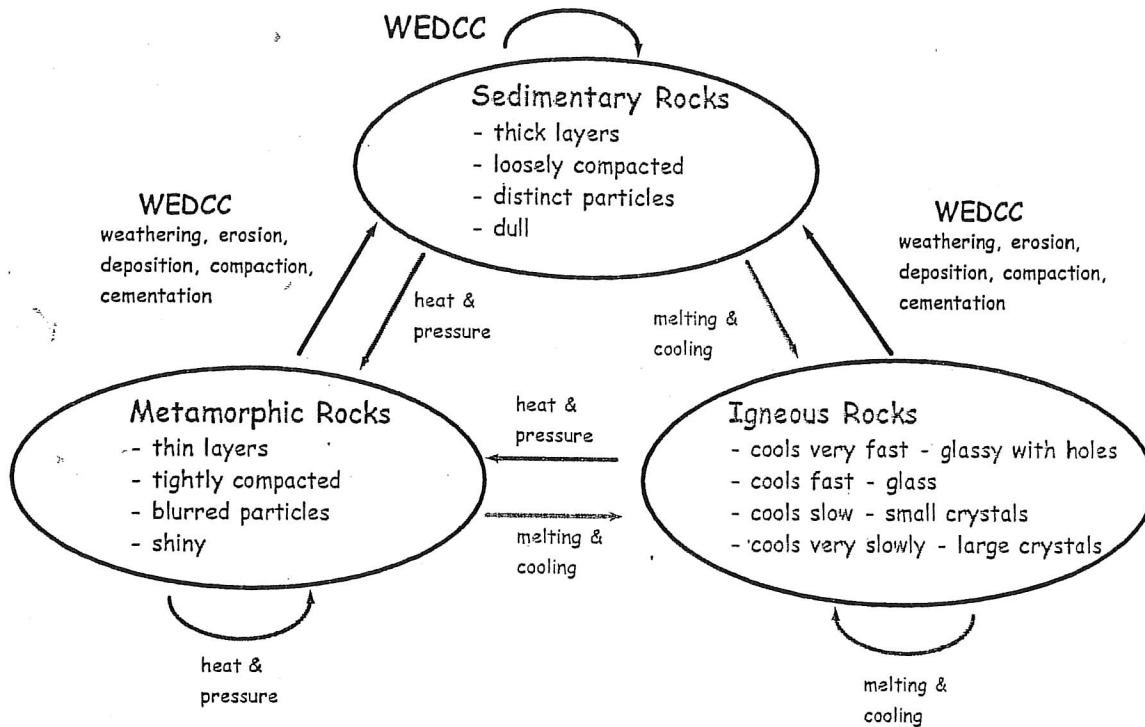 WEDCC
Sedimentary Rocks
- thick layers
- loosely compacted
- distinct particles
- dull
WEDCC
weathering, erosion,
deposition, compaction,
cementation
heat &
pressure
melting &
cooling
WEDCC
weathering, erosion,
deposition, compaction,
cementation
Metamorphic Rocks
- thin layers
- tightly compacted
- blurred particles
- shiny
heat &
pressure
melting &
cooling
Igneous Rocks
- cools very fast - glassy with holes
- cools fast - glass
- cools slow - small crystals
- cools very slowly - large crystals
heat &
pressure
melting &
cooling